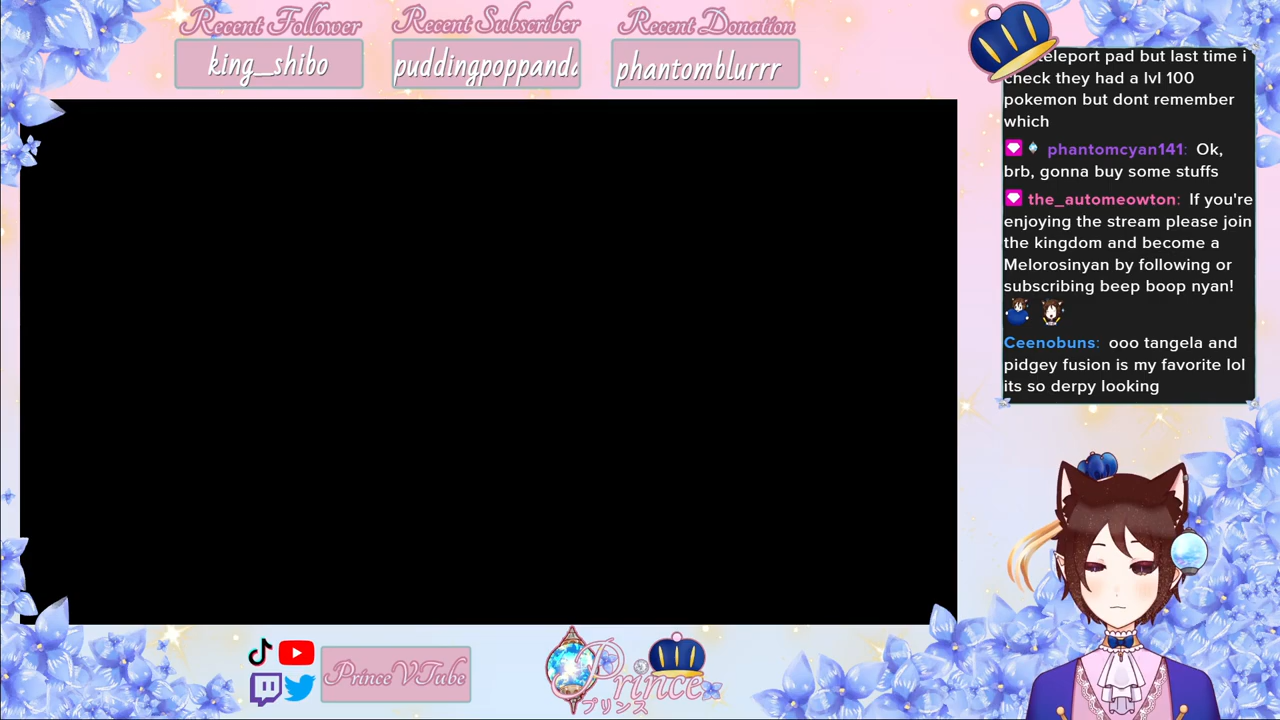 Recent Follower
Recent Subscriber
Recent Donation
king_shibo
puddingpoppand
phantomblurrr
teleport pad but last time i
check they had a lvl 100
pokemon but dont remember
which
phantomcyan141: Ok,
brb, gonna buy some stuffs
the_automeowton: If you're
enjoying the stream please join
the kingdom and become a
Melorosinyan by following or
subscribing beep boop nyan!
Ceenobuns: ooo tangela and
pidgey fusion is my favorite lol
its so derpy looking
PrinceVTube
Prince
プリンス